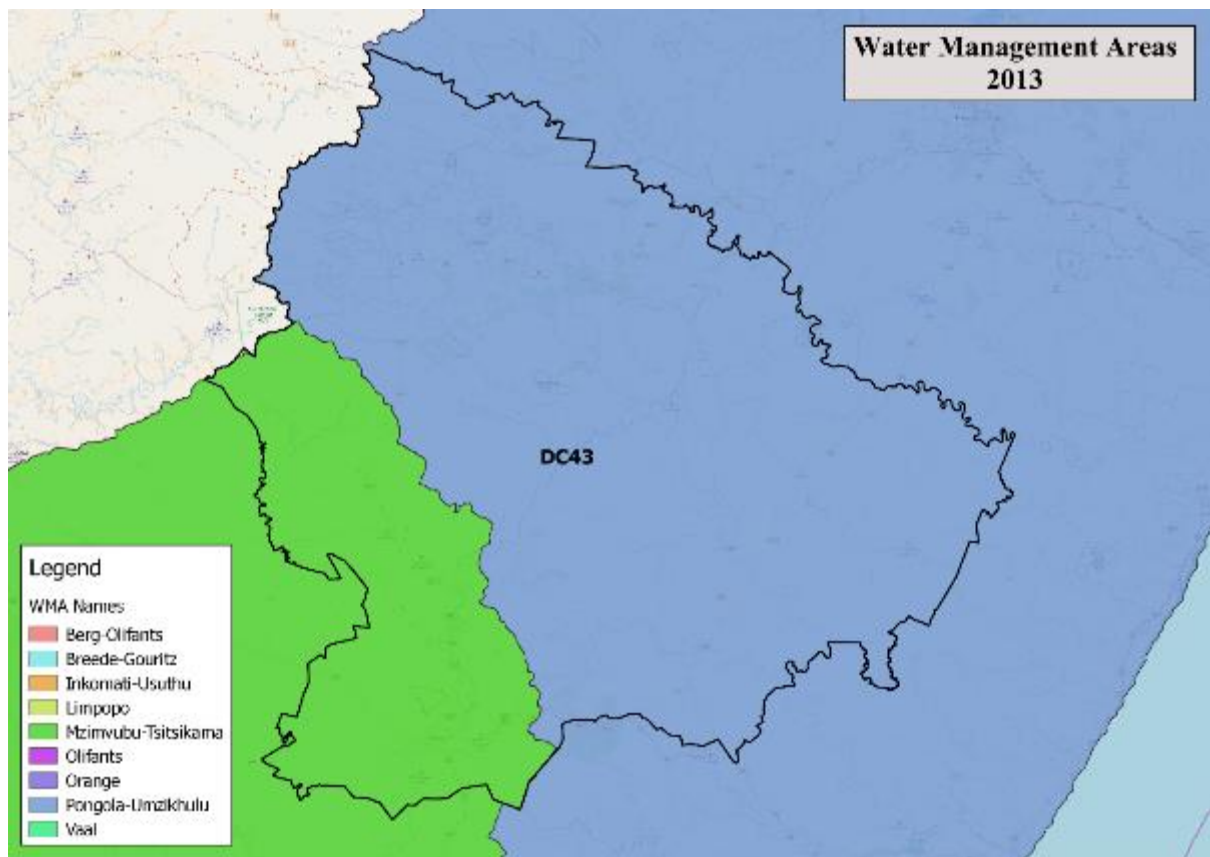 Water Management Areas
2013
DC43
Legend
WMA Names
Berg-Olifants
Breede-Gouritz
Inkomati-Usuthu
Limpopo
Mzimvubu-Tsitsikama
Olifants
Orange
Pongola-Umzikhulu
Vaal